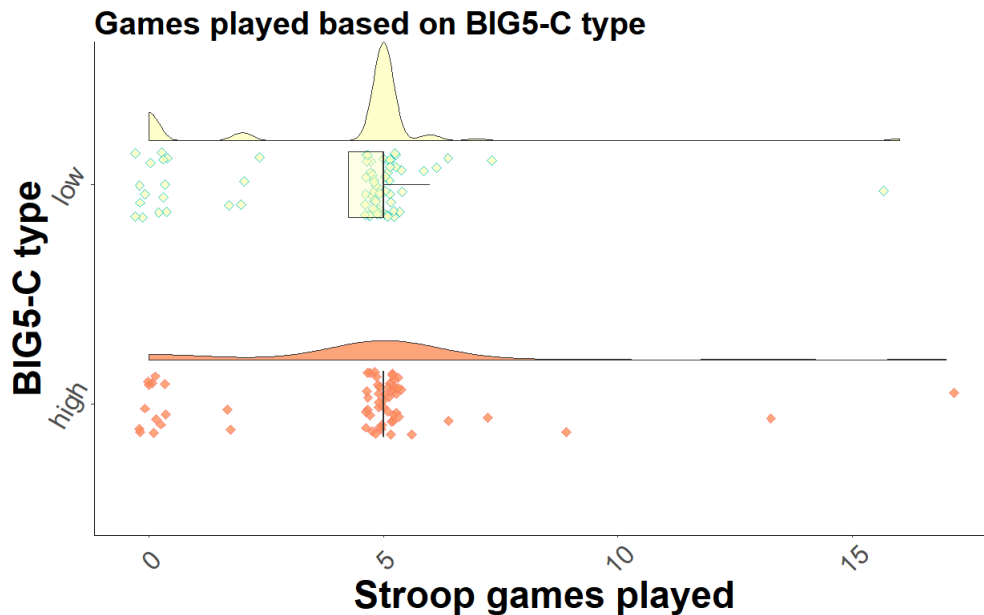 Games played based on BIG5-C type
BIG5-C type
low
high
0
5
10
15
Stroop games played